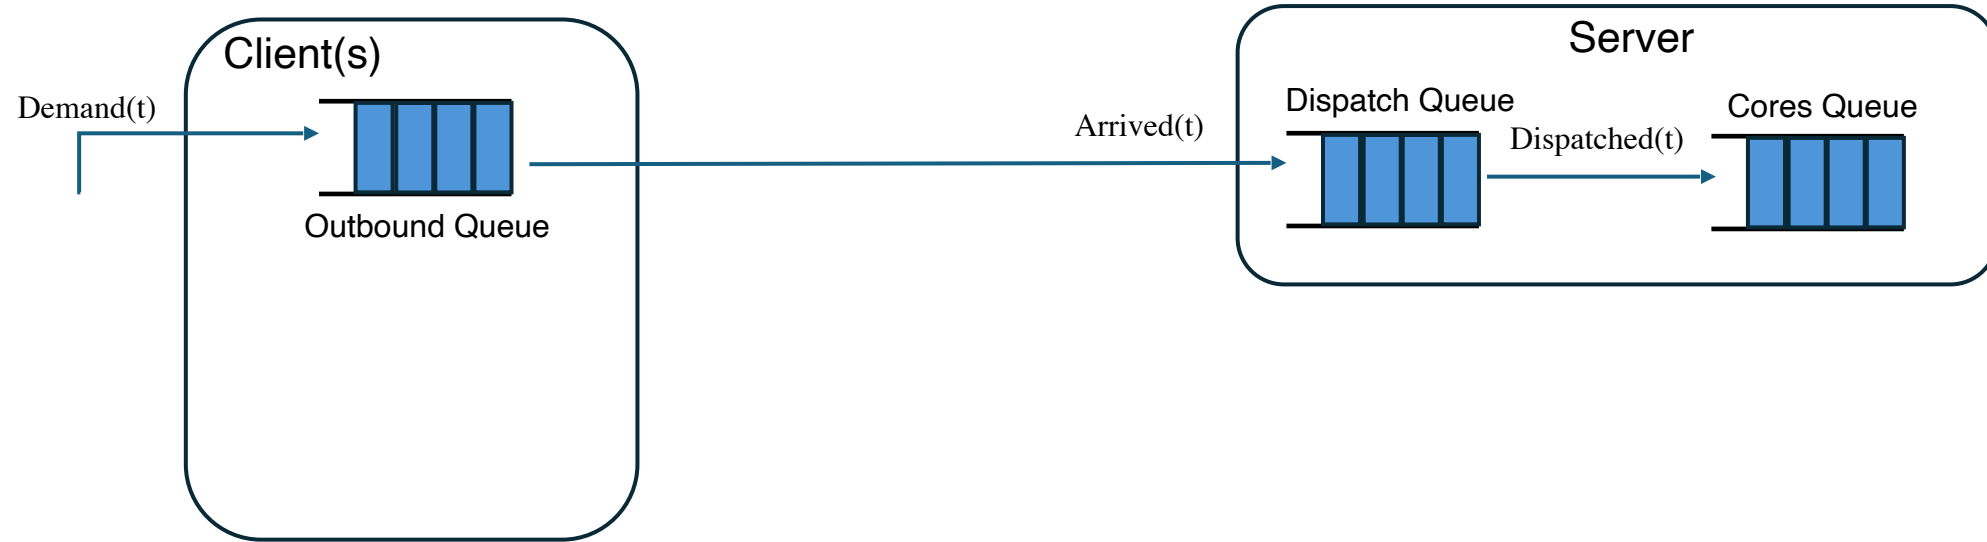 Client(s)
Demand(t)
Outbound Queue
Arrived(t)
Server
Dispatch Queue
Cores Queue
Dispatched(t)